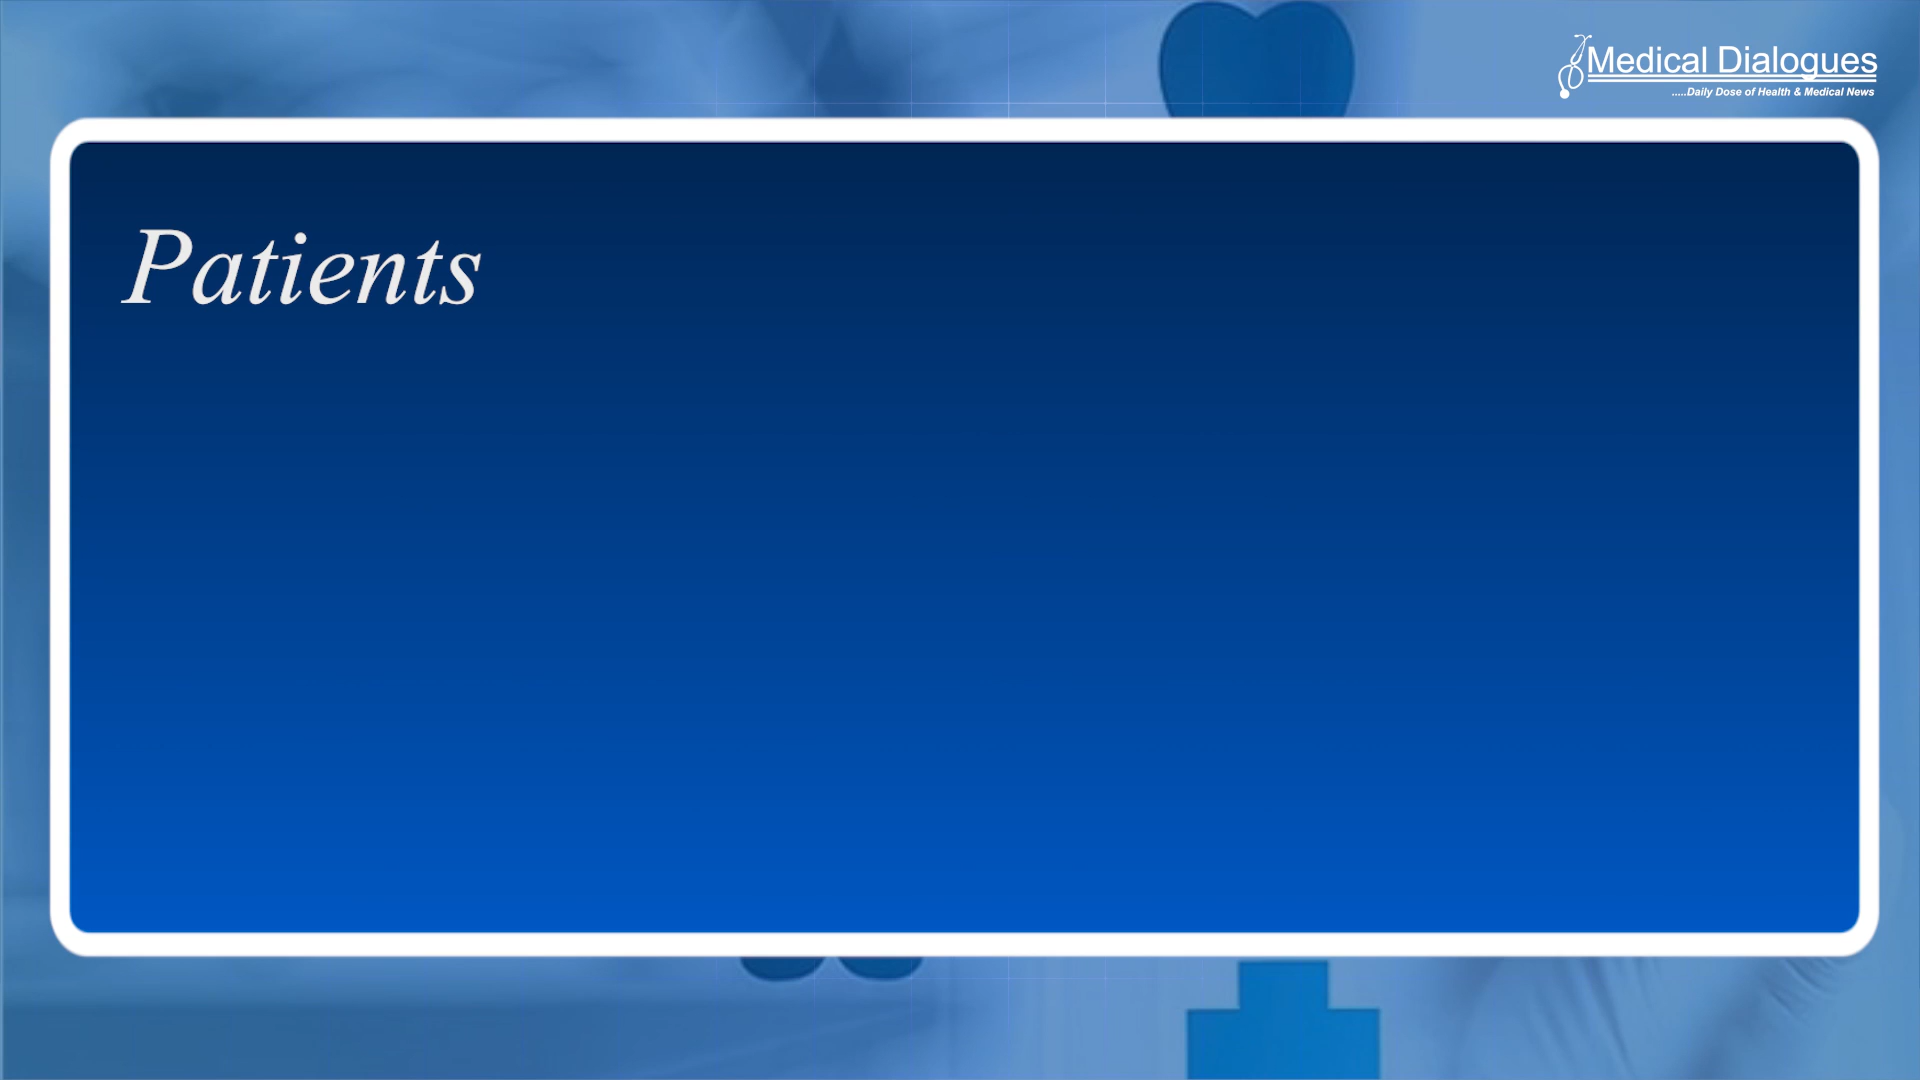 Medical Dialogues
.....Daily Dose of Health & Medical News
Patients